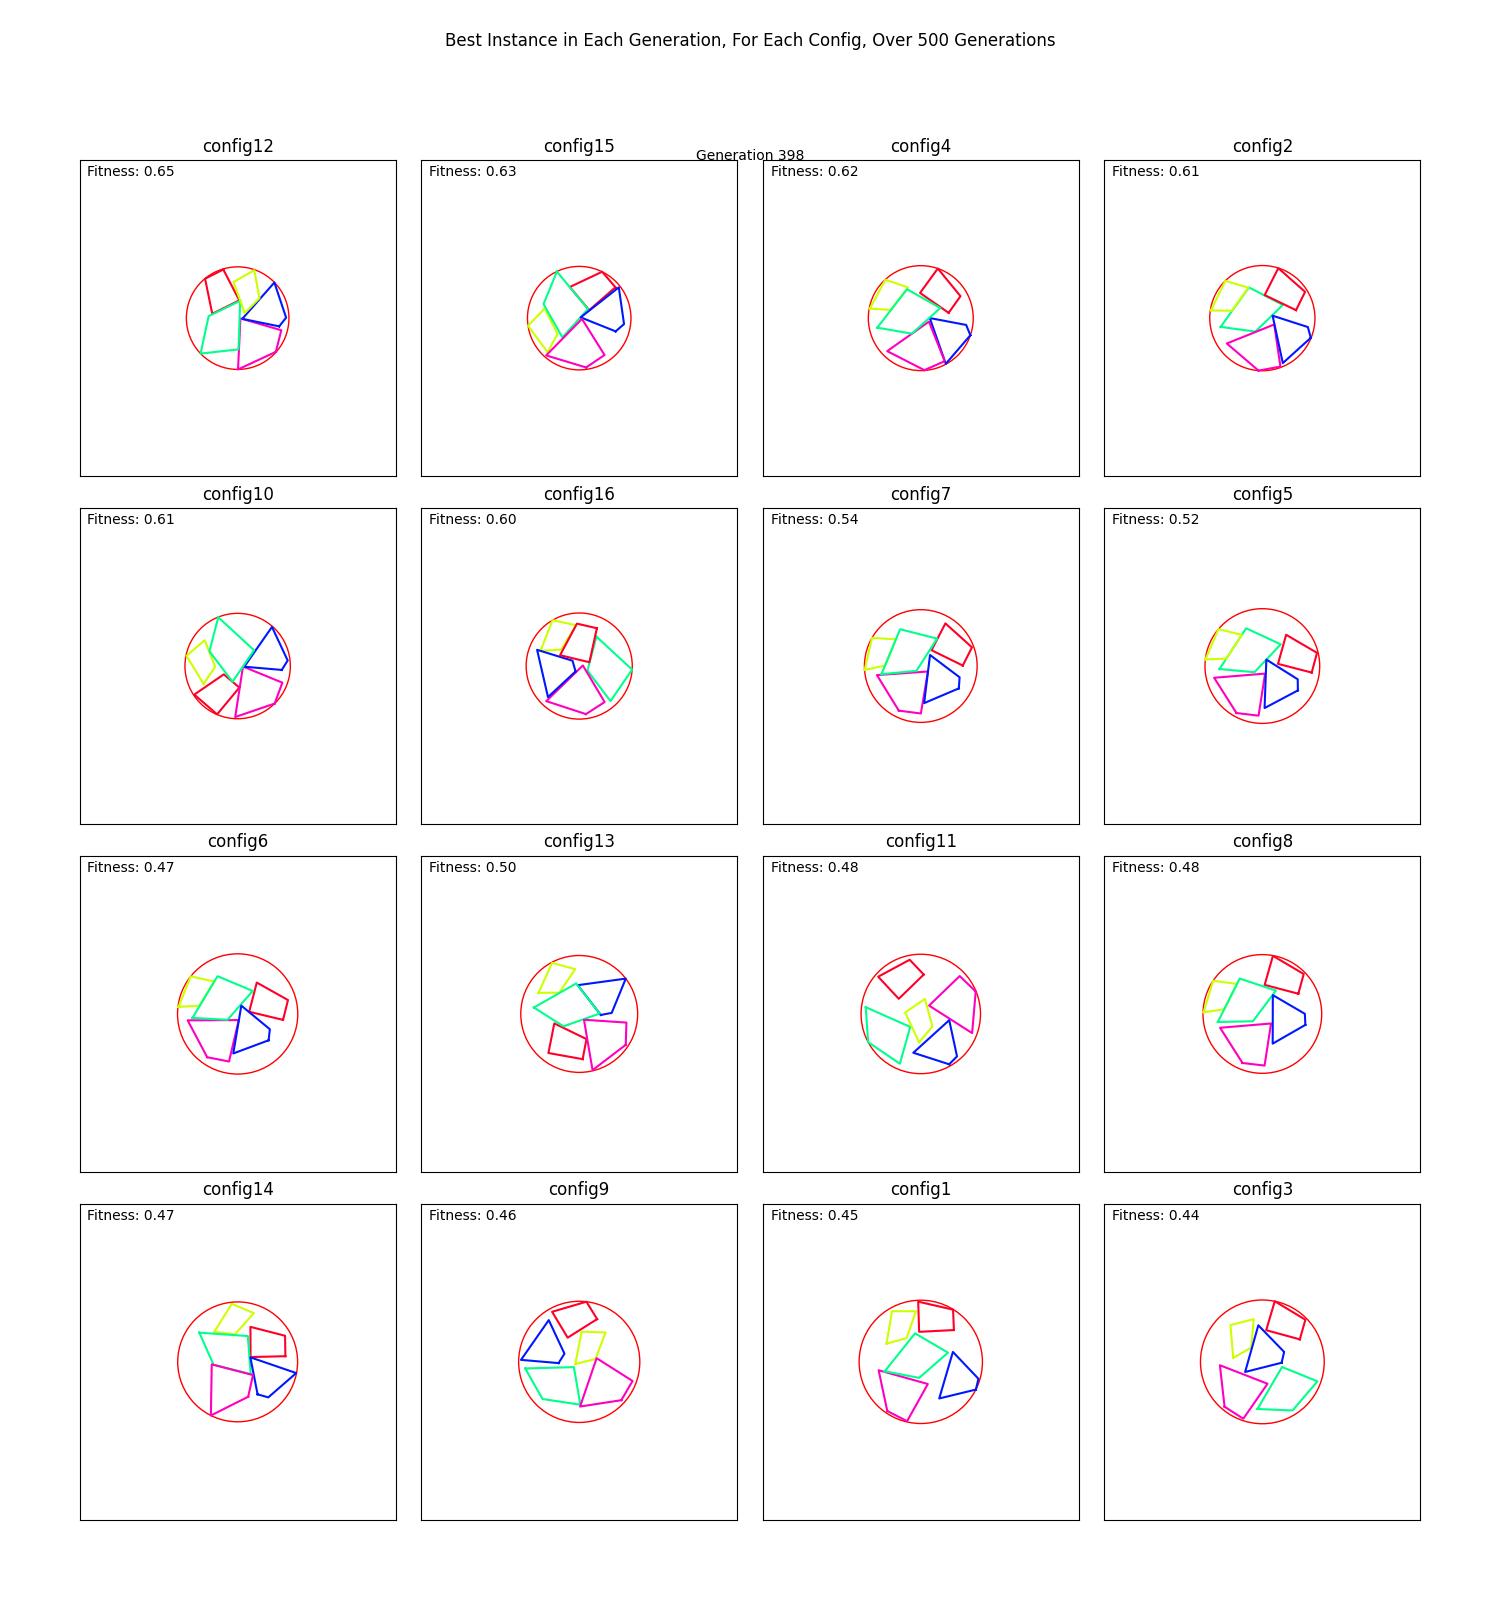 Best Instance in Each Generation, For Each Config, Over 500 Generations
Generation 398
config12
Fitness: 0.65
config15
Fitness: 0.63
config4
Fitness: 0.62
config2
Fitness: 0.61
config10
Fitness: 0.61
config16
Fitness: 0.60
config7
Fitness: 0.54
config5
Fitness: 0.52
config6
Fitness: 0.47
config13
Fitness: 0.50
config11
Fitness: 0.48
config8
Fitness: 0.48
config14
Fitness: 0.47
config9
Fitness: 0.46
config1
Fitness: 0.45
config3
Fitness: 0.44